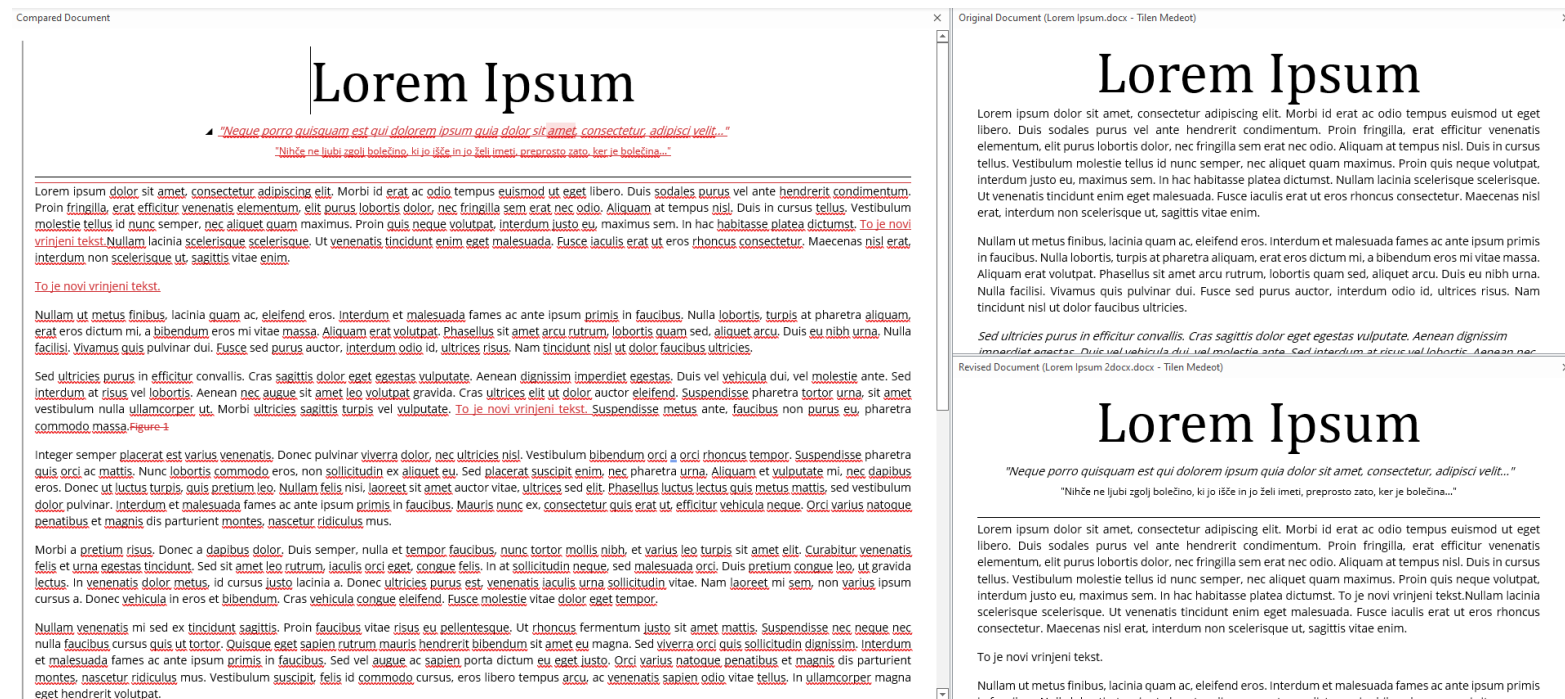 Compared Document
Lorem Ipsum
"Neque porro quisquam est qui dolorem ipsum quia dolor sit amet, consectetur, adipisci velit..."
"Nihče ne ljubi zgolj bolečino, ki jo išče in jo želi imeti, preprosto zato, ker je bolečina..."
Lorem ipsum dolor sit amet, consectetur adipiscing elit. Morbi id erat ac odio tempus euismod ut eget libero. Duis sodales purus vel ante hendrerit condimentum.
Proin fringilla, erat efficitur venenatis elementum, elit purus lobortis dolor, nec fringilla sem erat nec odio. Aliquam at tempus nisl. Duis in cursus tellus. Vestibulum
molestie tellus id nunc semper, nec aliquet quam maximus. Proin quis neque volutpat, interdum justo eu, maximus sem. In hac habitasse platea dictumst. To je novi
vrinjeni tekst.Nullam lacinia scelerisque scelerisque. Ut venenatis tincidunt enim eget malesuada. Fusce iaculis erat ut eros rhoncus consectetur. Maecenas nisl erat,
interdum non scelerisque ut, sagittis vitae enim.
To je novi vrinjeni tekst.
Nullam ut metus finibus, lacinia quam ac, eleifend eros. Interdum et malesuada fames ac ante ipsum primis in faucibus. Nulla lobortis, turpis at pharetra aliquam,
erat eros dictum mi, a bibendum eros mi vitae massa. Aliquam erat volutpat. Phasellus sit amet arcu rutrum, lobortis quam sed, aliquet arcu. Duis eu nibh urna. Nulla
facilisi. Vivamus quis pulvinar dui. Fusce sed purus auctor, interdum odio id, ultrices risus. Nam tincidunt nisl ut dolor faucibus ultricies.
Sed ultricies purus in efficitur convallis. Cras sagittis dolor eget egestas vulputate. Aenean dignissim imperdiet egestas. Duis vel vehicula dui, vel molestie ante. Sed
interdum at risus vel lobortis. Aenean nec augue sit amet leo volutpat gravida. Cras ultrices elit ut dolor auctor eleifend. Suspendisse pharetra tortor urna, sit amet
vestibulum nulla ullamcorper ut. Morbi ultricies sagittis turpis vel vulputate. To je novi vrinjeni tekst. Suspendisse metus ante, faucibus non purus eu, pharetra
commodo massa.Figure 1
Integer semper placerat est varius venenatis. Donec pulvinar viverra dolor, nec ultricies nisl. Vestibulum bibendum orci a orci rhoncus tempor. Suspendisse pharetra
quis orci ac mattis. Nunc lobortis commodo eros, non sollicitudin ex aliquet eu. Sed placerat suscipit enim, nec pharetra urna. Aliquam et vulputate mi, nec dapibus
eros. Donec ut luctus turpis, quis pretium leo. Nullam felis nisi, laoreet sit amet auctor vitae, ultrices sed elit. Phasellus luctus lectus quis metus mattis, sed vestibulum
dolor pulvinar. Interdum et malesuada fames ac ante ipsum primis in faucibus. Mauris nunc ex, consectetur quis erat ut, efficitur vehicula neque. Orci varius natoque
penatibus et magnis dis parturient montes, nascetur ridiculus mus.
Morbi a pretium risus. Donec a dapibus dolor. Duis semper, nulla et tempor faucibus, nunc tortor mollis nibh, et varius leo turpis sit amet elit. Curabitur venenatis
felis et urna egestas tincidunt. Sed sit amet leo rutrum, iaculis orci eget, congue felis. In at sollicitudin neque, sed malesuada orci. Duis pretium congue leo, ut gravida
lectus. In venenatis dolor metus, id cursus justo lacinia a. Donec ultricies purus est, venenatis iaculis urna sollicitudin vitae. Nam laoreet mi sem, non varius ipsum
cursus a. Donec vehicula in eros et bibendum. Cras vehicula congue eleifend. Fusce molestie vitae dolor eget tempor.
Nullam venenatis mi sed ex tincidunt sagittis. Proin faucibus vitae risus eu pellentesque. Ut rhoncus fermentum justo sit amet mattis. Suspendisse nec neque nec
nulla faucibus cursus quis ut tortor. Quisque eget sapien rutrum mauris hendrerit bibendum sit amet eu magna. Sed viverra orci quis sollicitudin dignissim. Interdum
et malesuada fames ac ante ipsum primis in faucibus. Sed vel augue ac sapien porta dictum eu eget justo. Orci varius natoque penatibus et magnis dis parturient
montes, nascetur ridiculus mus. Vestibulum suscipit, felis id commodo cursus, eros libero tempus arcu, ac venenatis sapien odio vitae tellus. In ullamcorper magna
eget hendrerit volutpat.
Original Document (Lorem Ipsum.docx - Tilen Medeot)
Lorem Ipsum
Lorem ipsum dolor sit amet, consectetur adipiscing elit. Morbi id erat ac odio tempus euismod ut eget
libero. Duis sodales purus vel ante hendrerit condimentum. Proin fringilla, erat efficitur venenatis
elementum, elit purus lobortis dolor, nec fringilla sem erat nec odio. Aliquam at tempus nisl. Duis in cursus
tellus. Vestibulum molestie tellus id nunc semper, nec aliquet quam maximus. Proin quis neque volutpat,
interdum justo eu, maximus sem. In hac habitasse platea dictumst. Nullam lacinia scelerisque scelerisque.
Ut venenatis tincidunt enim eget malesuada. Fusce iaculis erat ut eros rhoncus consectetur. Maecenas nisl
erat, interdum non scelerisque ut, sagittis vitae enim.
Nullam ut metus finibus, lacinia quam ac, eleifend eros. Interdum et malesuada fames ac ante ipsum primis
in faucibus. Nulla lobortis, turpis at pharetra aliquam, erat eros dictum mi, a bibendum eros mi vitae massa.
Aliquam erat volutpat. Phasellus sit amet arcu rutrum, lobortis quam sed, aliquet arcu. Duis eu nibh urna.
Nulla facilisi. Vivamus quis pulvinar dui. Fusce sed purus auctor, interdum odio id, ultrices risus. Nam
tincidunt nisl ut dolor faucibus ultricies.
Sed ultricies purus in efficitur convallis. Cras sagittis dolor eget egestas vulputate. Aenean dignissim
imperdiet egestas. Duis vel vehicula dui, vel molestie ante. Sed interdum at risus vel lobortis. Aenean nec
Revised Document (Lorem Ipsum 2docx.docx - Tilen Medeot)
Lorem Ipsum
"Neque porro quisquam est qui dolorem ipsum quia dolor sit amet, consectetur, adipisci velit..."
"Nihče ne ljubi zgolj bolečino, ki jo išče in jo želi imeti, preprosto zato, ker je bolečina..."
Lorem ipsum dolor sit amet, consectetur adipiscing elit. Morbi id erat ac odio tempus euismod ut eget
libero. Duis sodales purus vel ante hendrerit condimentum. Proin fringilla, erat efficitur venenatis
elementum, elit purus lobortis dolor, nec fringilla sem erat nec odio. Aliquam at tempus nisl. Duis in cursus
tellus. Vestibulum molestie tellus id nunc semper, nec aliquet quam maximus. Proin quis neque volutpat,
interdum justo eu, maximus sem. In hac habitasse platea dictumst. To je novi vrinjeni tekst.Nullam lacinia
scelerisque scelerisque. Ut venenatis tincidunt enim eget malesuada. Fusce iaculis erat ut eros rhoncus
consectetur. Maecenas nisl erat, interdum non scelerisque ut, sagittis vitae enim.
To je novi vrinjeni tekst.
Nullam ut metus finibus, lacinia quam ac, eleifend eros. Interdum et malesuada fames ac ante ipsum primis